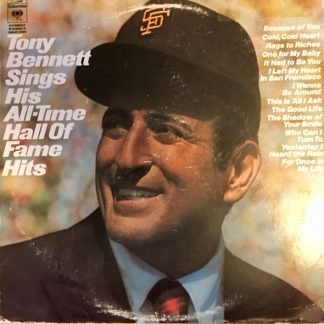 Columbia
Tony
Bennett
Sings
His
All-Time
Hall Of
Fame
Hits
SF
Because of You
Cold, Cold Heart
Rags to Riches
One for My Baby
It Had to Be You
I Left My Heart
In San Francisco
I Wanna
Be Around
This Is All I Ask
The Good Life
The Shadow of
Your Smile
Who Can I
Turn To
Yesterday I
Heard the Rain
For Once In
My Life